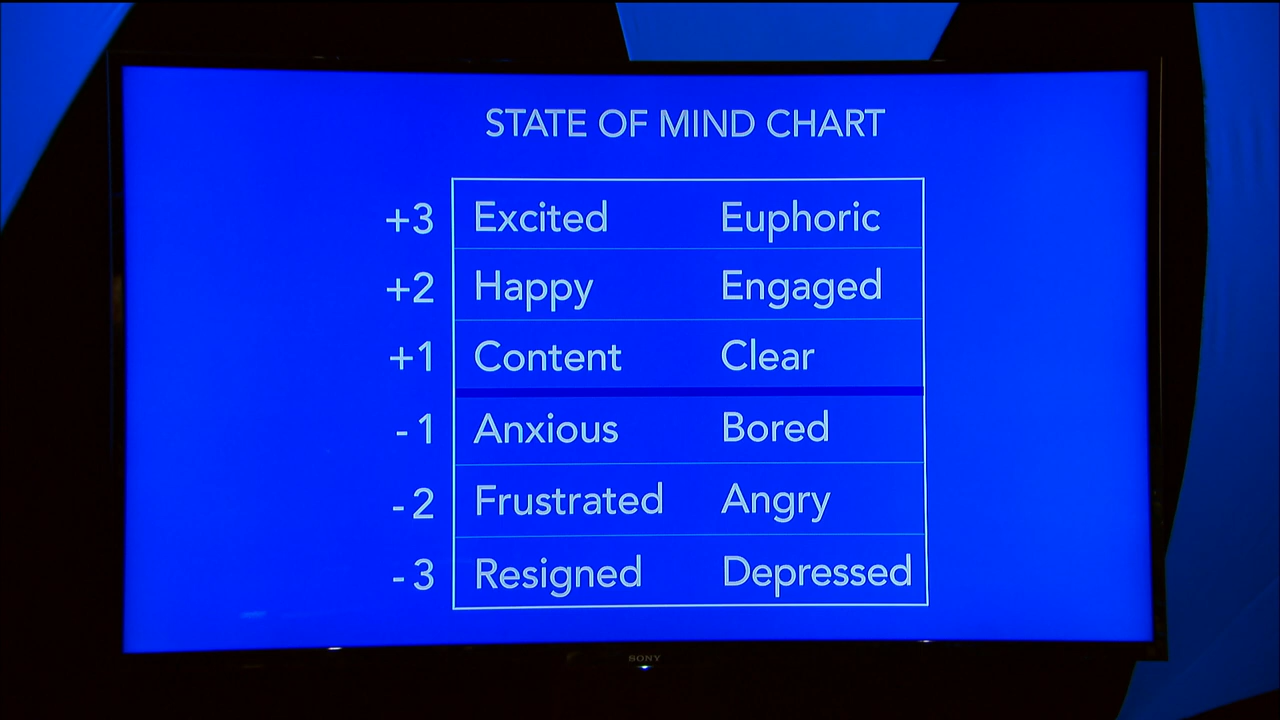 STATE OF MIND CHART
+3 Excited Euphoric
+2 Happy Engaged
+1 Content Clear
- 1 Anxious Bored
- 2 Frustrated Angry
- 3 Resigned Depressed
SONY